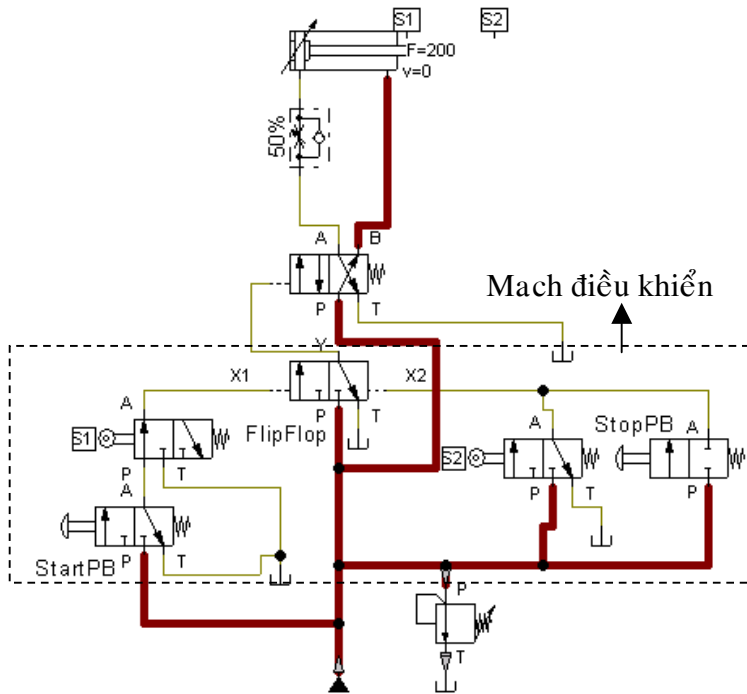 S1
S2
F=200
v=0
50%
A
B
P
T
Mach điều khiển
Y
X1
X2
A
P
T
FlipFlop
A
S1
P
T
A
StartPB
P
T
A
S2
P
T
StopPB
A
P
P
T